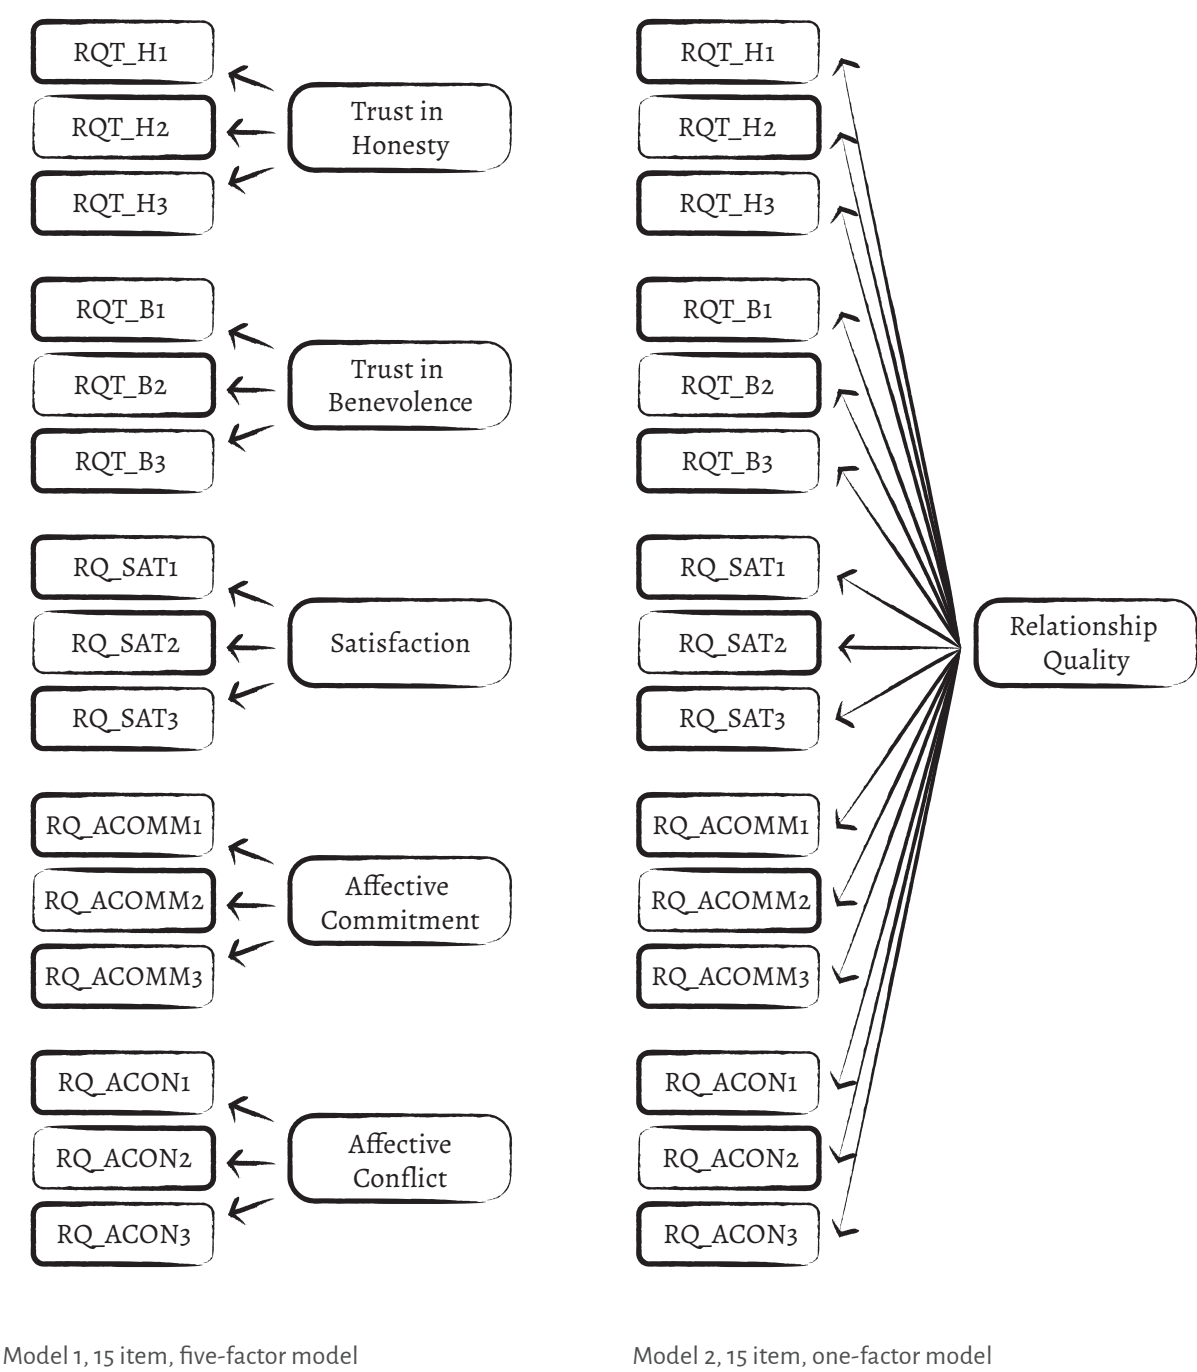 RQT_H1
RQT_H2
RQT_H3
Trust in
Honesty
RQT_B1
RQT_B2
RQT_B3
Trust in
Benevolence
RQ_SAT1
RQ_SAT2
RQ_SAT3
Satisfaction
RQ_ACOMM1
RQ_ACOMM2
RQ_ACOMM3
Affective
Commitment
RQ_ACON1
RQ_ACON2
RQ_ACON3
Affective
Conflict
Model 1, 15 item, five-factor model
RQT_H1
RQT_H2
RQT_H3
RQT_B1
RQT_B2
RQT_B3
RQ_SAT1
RQ_SAT2
RQ_SAT3
RQ_ACOMM1
RQ_ACOMM2
RQ_ACOMM3
RQ_ACON1
RQ_ACON2
RQ_ACON3
Relationship
Quality
Model 2, 15 item, one-factor model